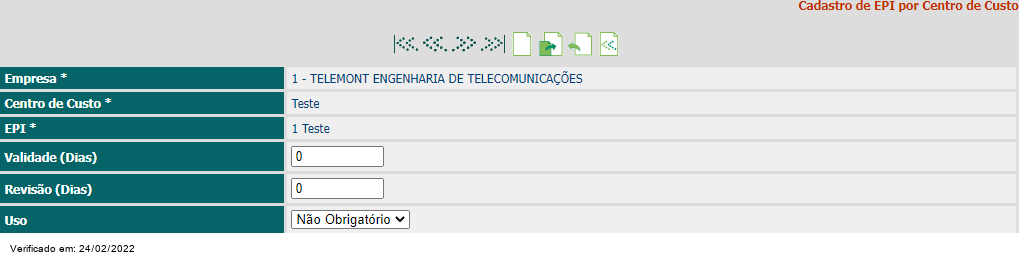 Cadastro de EPI por Centro de Custo
Empresa * 1 - TELEMONT ENGENHARIA DE TELECOMUNICAÇÕES
Centro de Custo * Teste
EPI * 1 Teste
Validade (Dias) 0
Revisão (Dias) 0
Uso Não Obrigatório
Verificado em: 24/02/2022